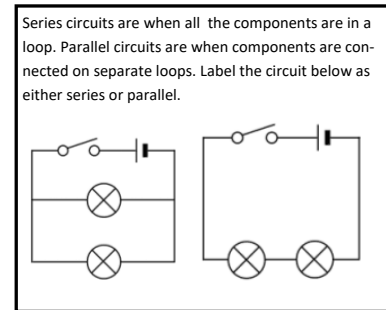 Series circuits are when all  the components are in a
loop. Parallel circuits are when components are con-
nected on separate loops. Label the circuit below as
either series or parallel.